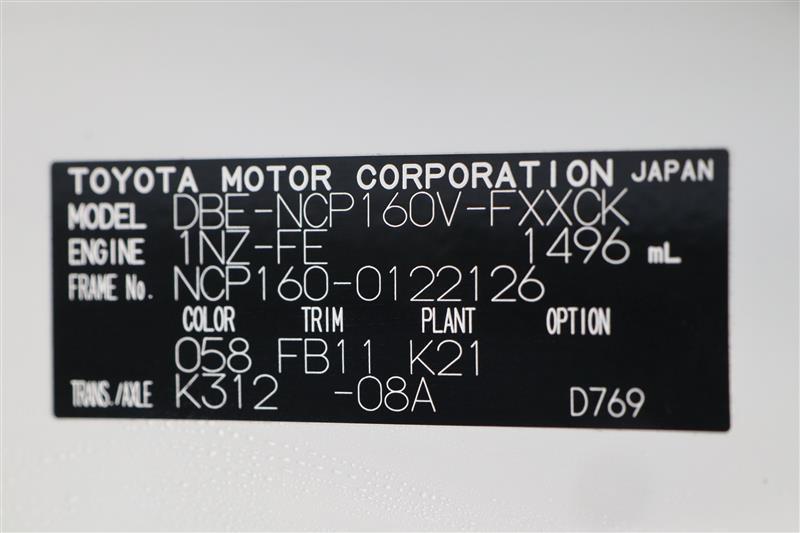 TOYOTA MOTOR CORPORATION JAPAN
MODEL DBE-NCP160V-FXXCK
ENGINE 1NZ-FE 1496 mL
FRAME No. NCP160-0122126
COLOR TRIM PLANT OPTION
058 FB11 K21
TRANS./AXLE K312 -08A D769